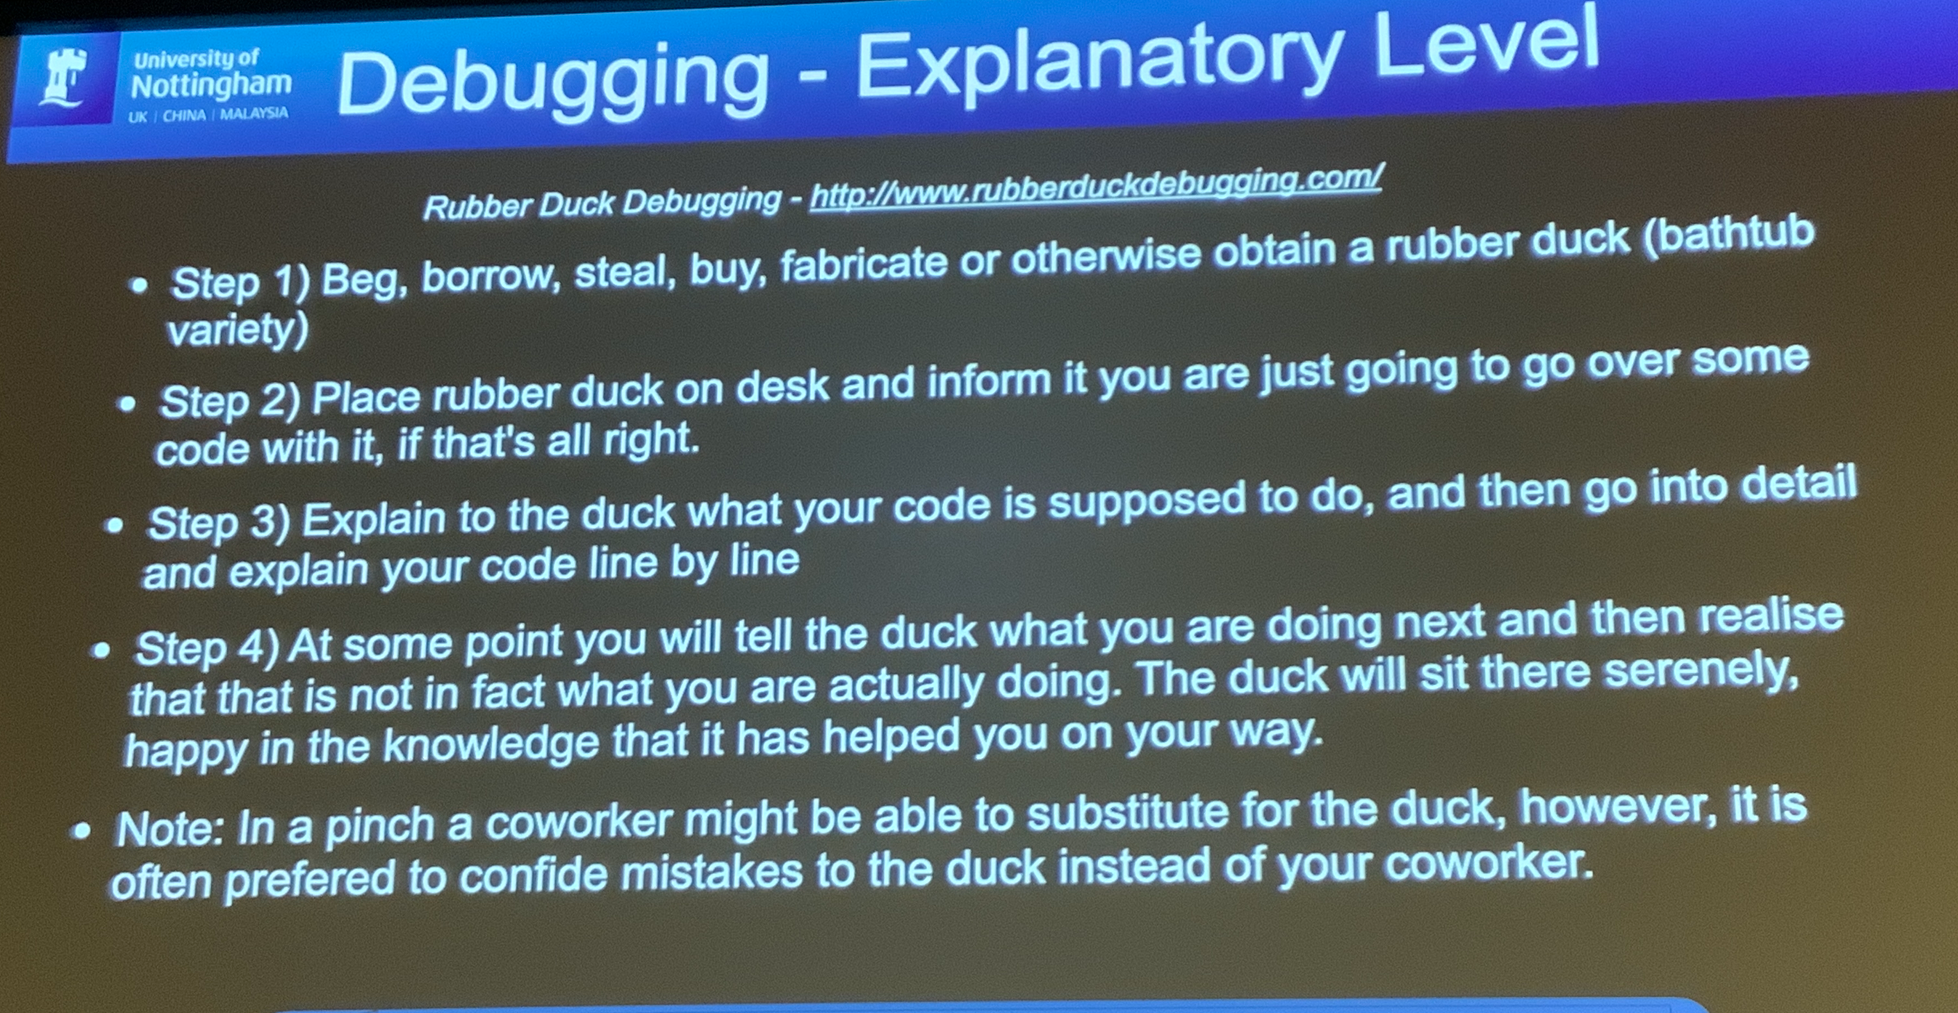 University of
Nottingham
UK | CHINA | MALAYSIA
Debugging - Explanatory Level
Rubber Duck Debugging - http://www.rubberduckdebugging.com/
• Step 1) Beg, borrow, steal, buy, fabricate or otherwise obtain a rubber duck (bathtub
variety)
• Step 2) Place rubber duck on desk and inform it you are just going to go over some
code with it, if that's all right.
• Step 3) Explain to the duck what your code is supposed to do, and then go into detail
and explain your code line by line
• Step 4) At some point you will tell the duck what you are doing next and then realise
that that is not in fact what you are actually doing. The duck will sit there serenely,
happy in the knowledge that it has helped you on your way.
• Note: In a pinch a coworker might be able to substitute for the duck, however, it is
often prefered to confide mistakes to the duck instead of your coworker.